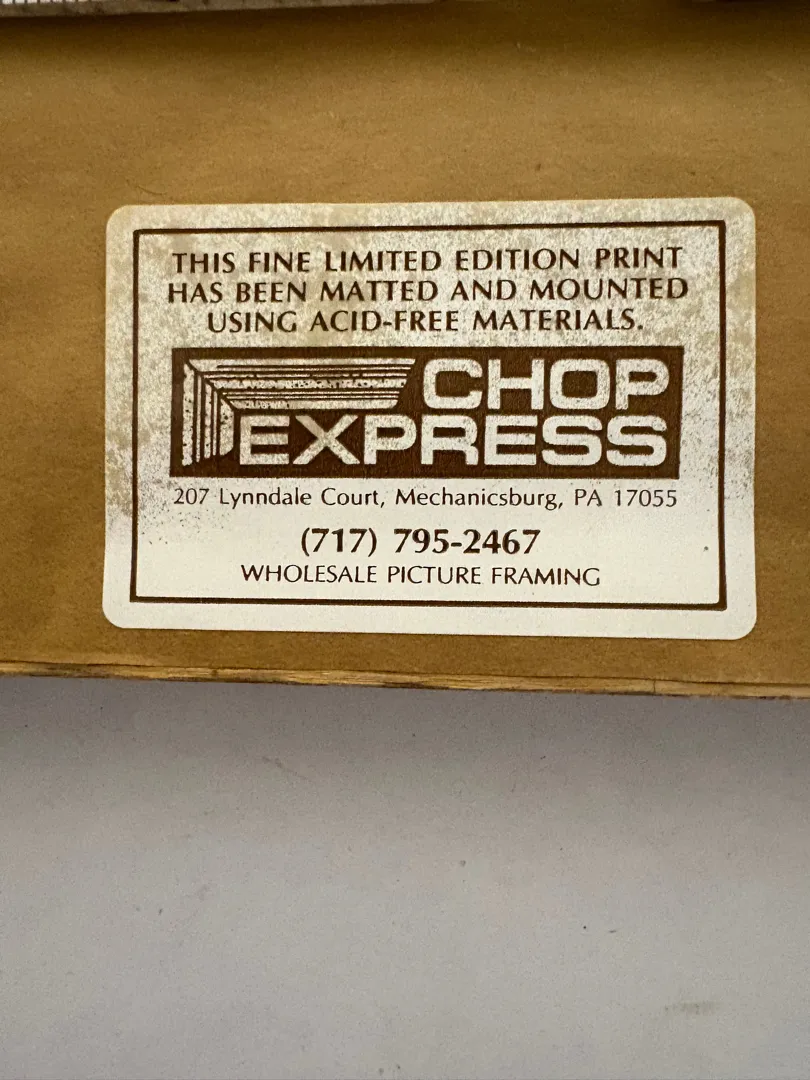 THIS FINE LIMITED EDITION PRINT
HAS BEEN MATTED AND MOUNTED
USING ACID-FREE MATERIALS.
CHOP
EXPRESS
207 Lynndale Court, Mechanicsburg, PA 17055
(717) 795-2467
WHOLESALE PICTURE FRAMING